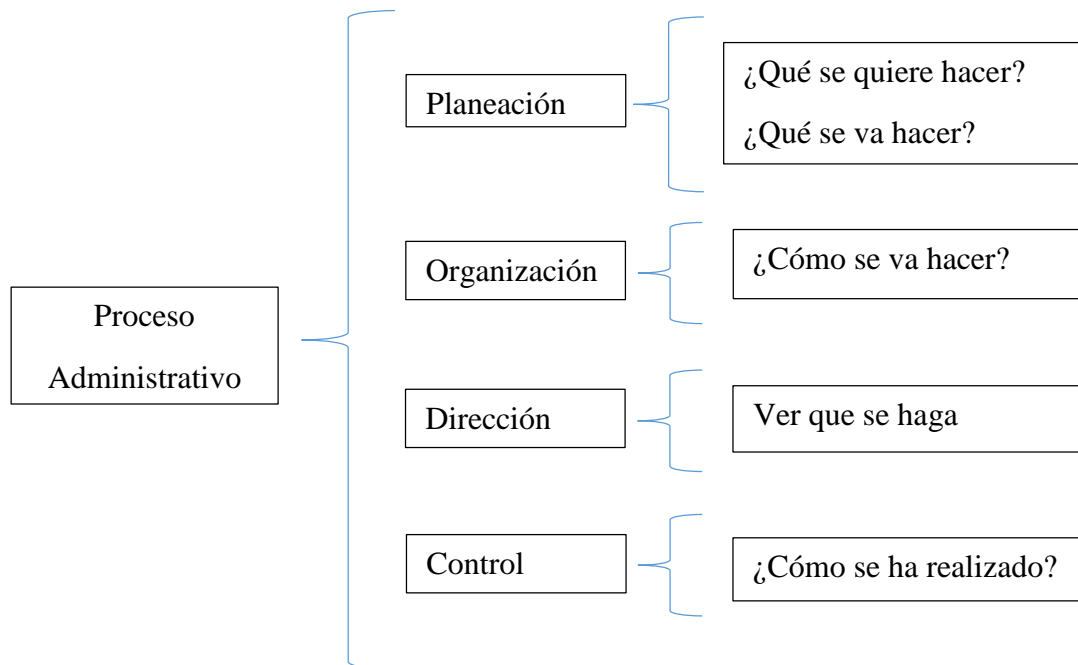 Proceso
Administrativo
Planeación
¿Qué se quiere hacer?
¿Qué se va hacer?
Organización
¿Cómo se va hacer?
Dirección
Ver que se haga
Control
¿Cómo se ha realizado?